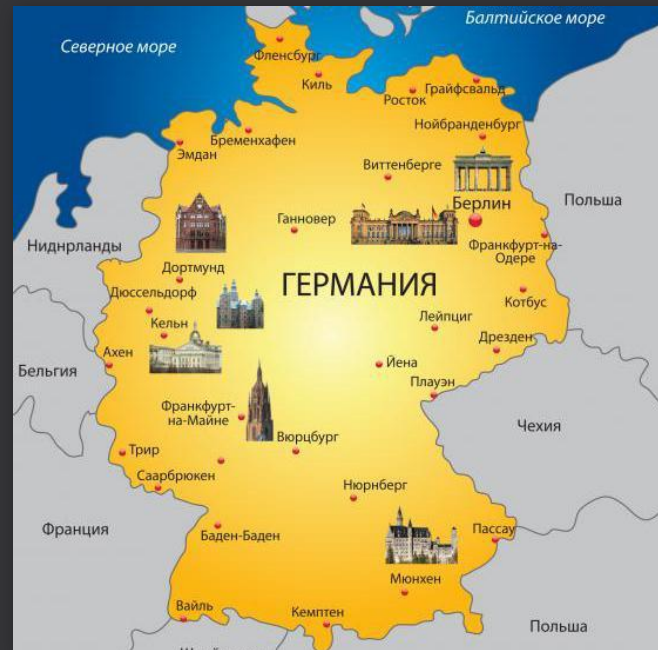 Балтийское море
Северное море
Фленсбург
Киль
Грайфсвальд
Росток
Нойбранденбург
Бременхафен
Эмдан
Виттенберге
Берлин
Польша
Ганновер
Ниднрланды
Франкфурт-на-
Одере
Дортмунд
ГЕРМАНИЯ
Дюссельдорф
Котбус
Лейпциг
Кельн
Дрезден
Ахен
Йена
Бельгия
Плауэн
Франкфурт-
на-Майне
Чехия
Вюрцбург
Трир
Саарбрюкен
Нюрнберг
Франция
Баден-Баден
Пассау
Мюнхен
Вайль
Кемптен
Польша